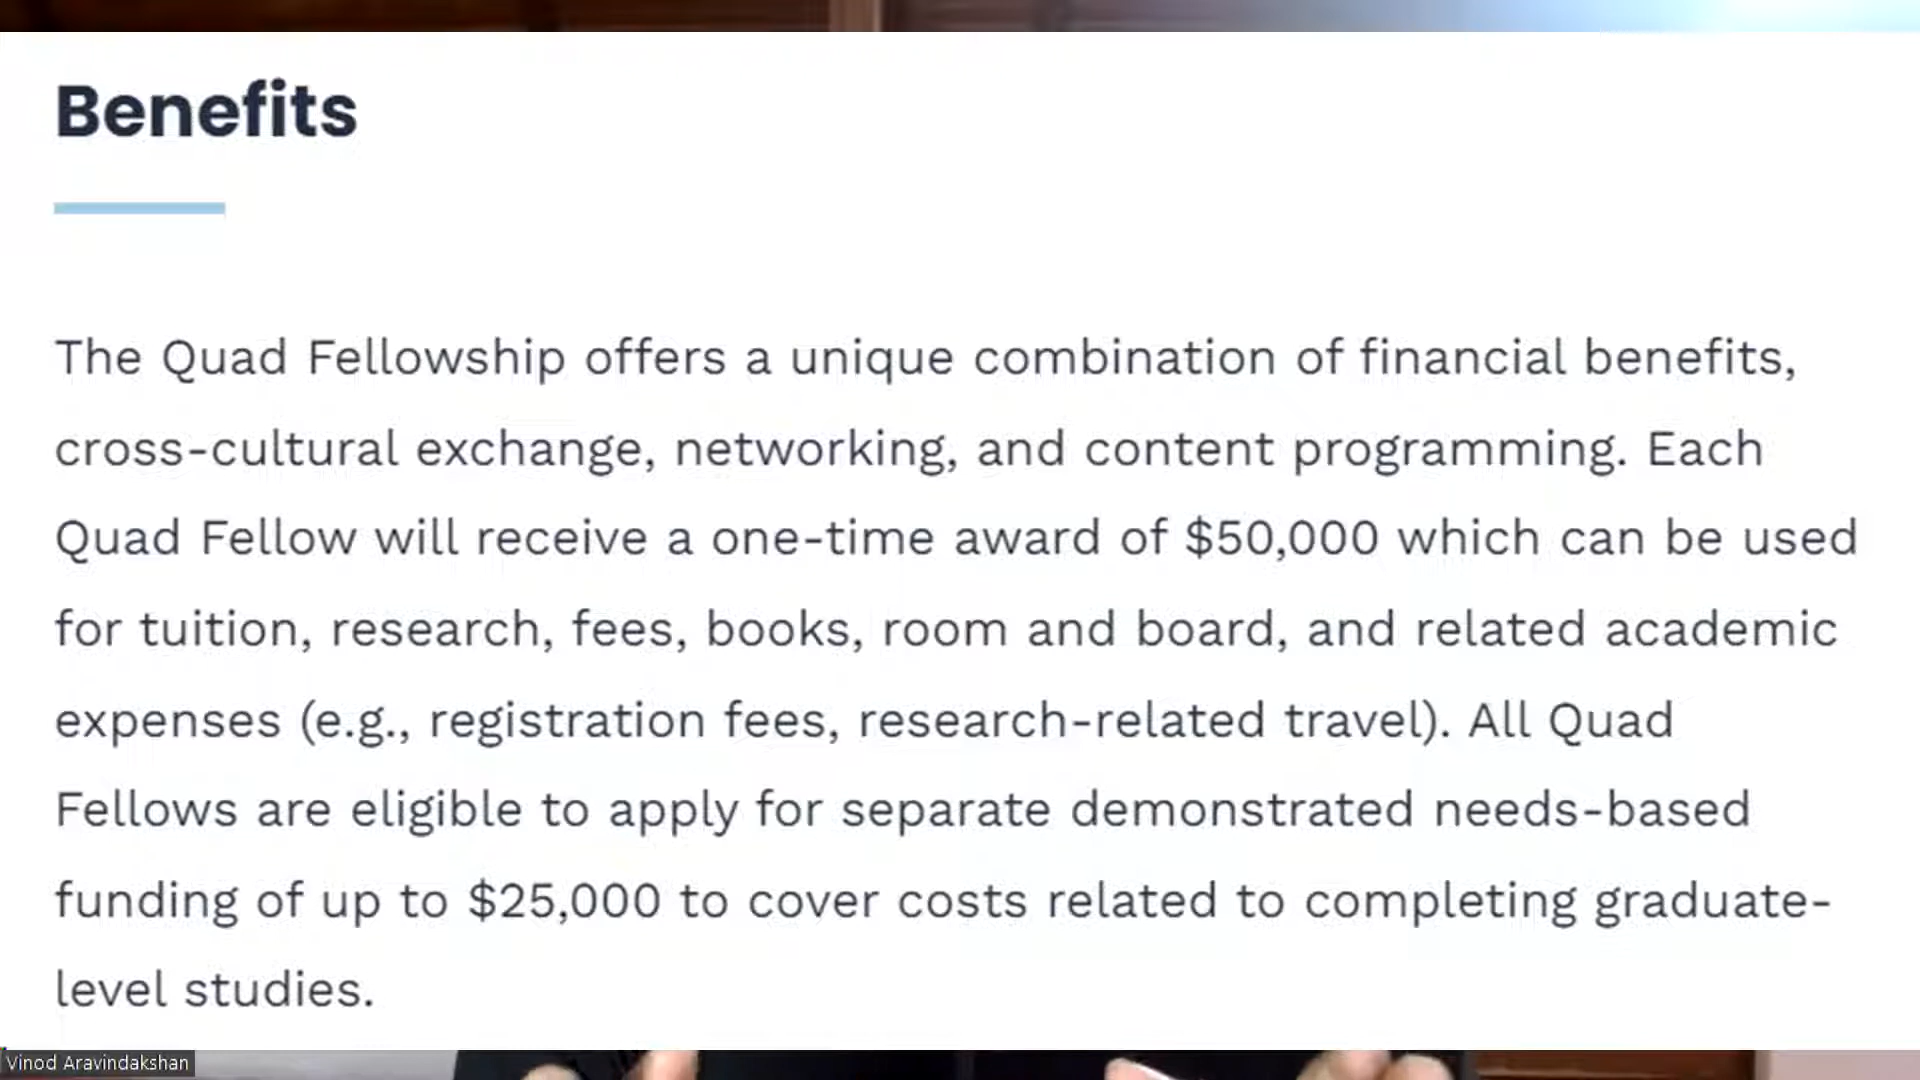 Benefits
The Quad Fellowship offers a unique combination of financial benefits,
cross-cultural exchange, networking, and content programming. Each
Quad Fellow will receive a one-time award of $50,000 which can be used
for tuition, research, fees, books, room and board, and related academic
expenses (e.g., registration fees, research-related travel). All Quad
Fellows are eligible to apply for separate demonstrated needs-based
funding of up to $25,000 to cover costs related to completing graduate-
level studies.
Vinod Aravindakshan